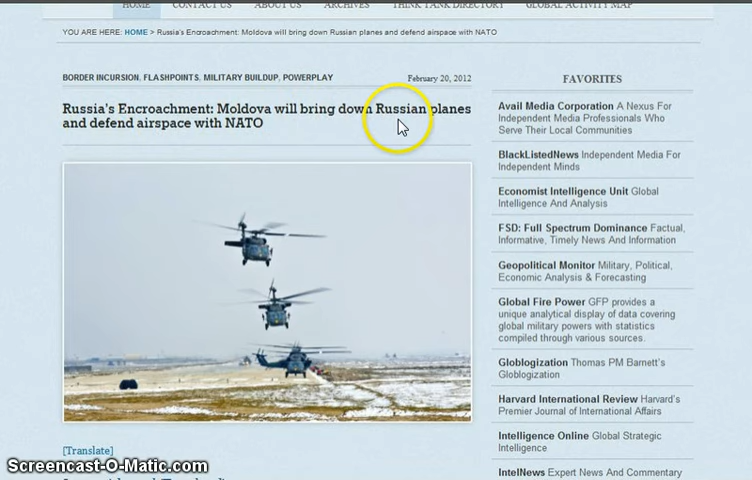 HOME CONTACT US ABOUT US ARCHIVES THINK TANK DIRECTORY GLOBAL ACTIVITY MAP
YOU ARE HERE: HOME > Russia's Encroachment: Moldova will bring down Russian planes and defend airspace with NATO
BORDER INCURSION, FLASHPOINTS, MILITARY BUILDUP, POWERPLAY
February 20, 2012
Russia's Encroachment: Moldova will bring down Russian planes
and defend airspace with NATO
[Translate]
FAVORITES
Avail Media Corporation A Nexus For
Independent Media Professionals Who
Serve Their Local Communities
BlackListedNews Independent Media For
Independent Minds
Economist Intelligence Unit Global
Intelligence And Analysis
FSD: Full Spectrum Dominance Factual,
Informative, Timely News And Information
Geopolitical Monitor Military, Political,
Economic Analysis & Forecasting
Global Fire Power GFP provides a
unique analytical display of data covering
global military powers with statistics
compiled through various sources.
Globlogization Thomas PM Barnett's
Globlogization
Harvard International Review Harvard's
Premier Journal of International Affairs
Intelligence Online Global Strategic
Intelligence
IntelNews Expert News And Commentary
Screencast-O-Matic.com